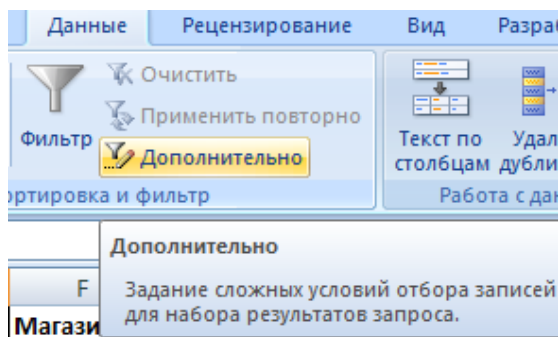 Данные Рецензирование Вид
Очистить
Применить повторно
Фильтр
Дополнительно
Текст по
столбцам
и фильтр
Работа с
Дополнительно
Задание сложных условий отбора записей
для набора результатов запроса.
F